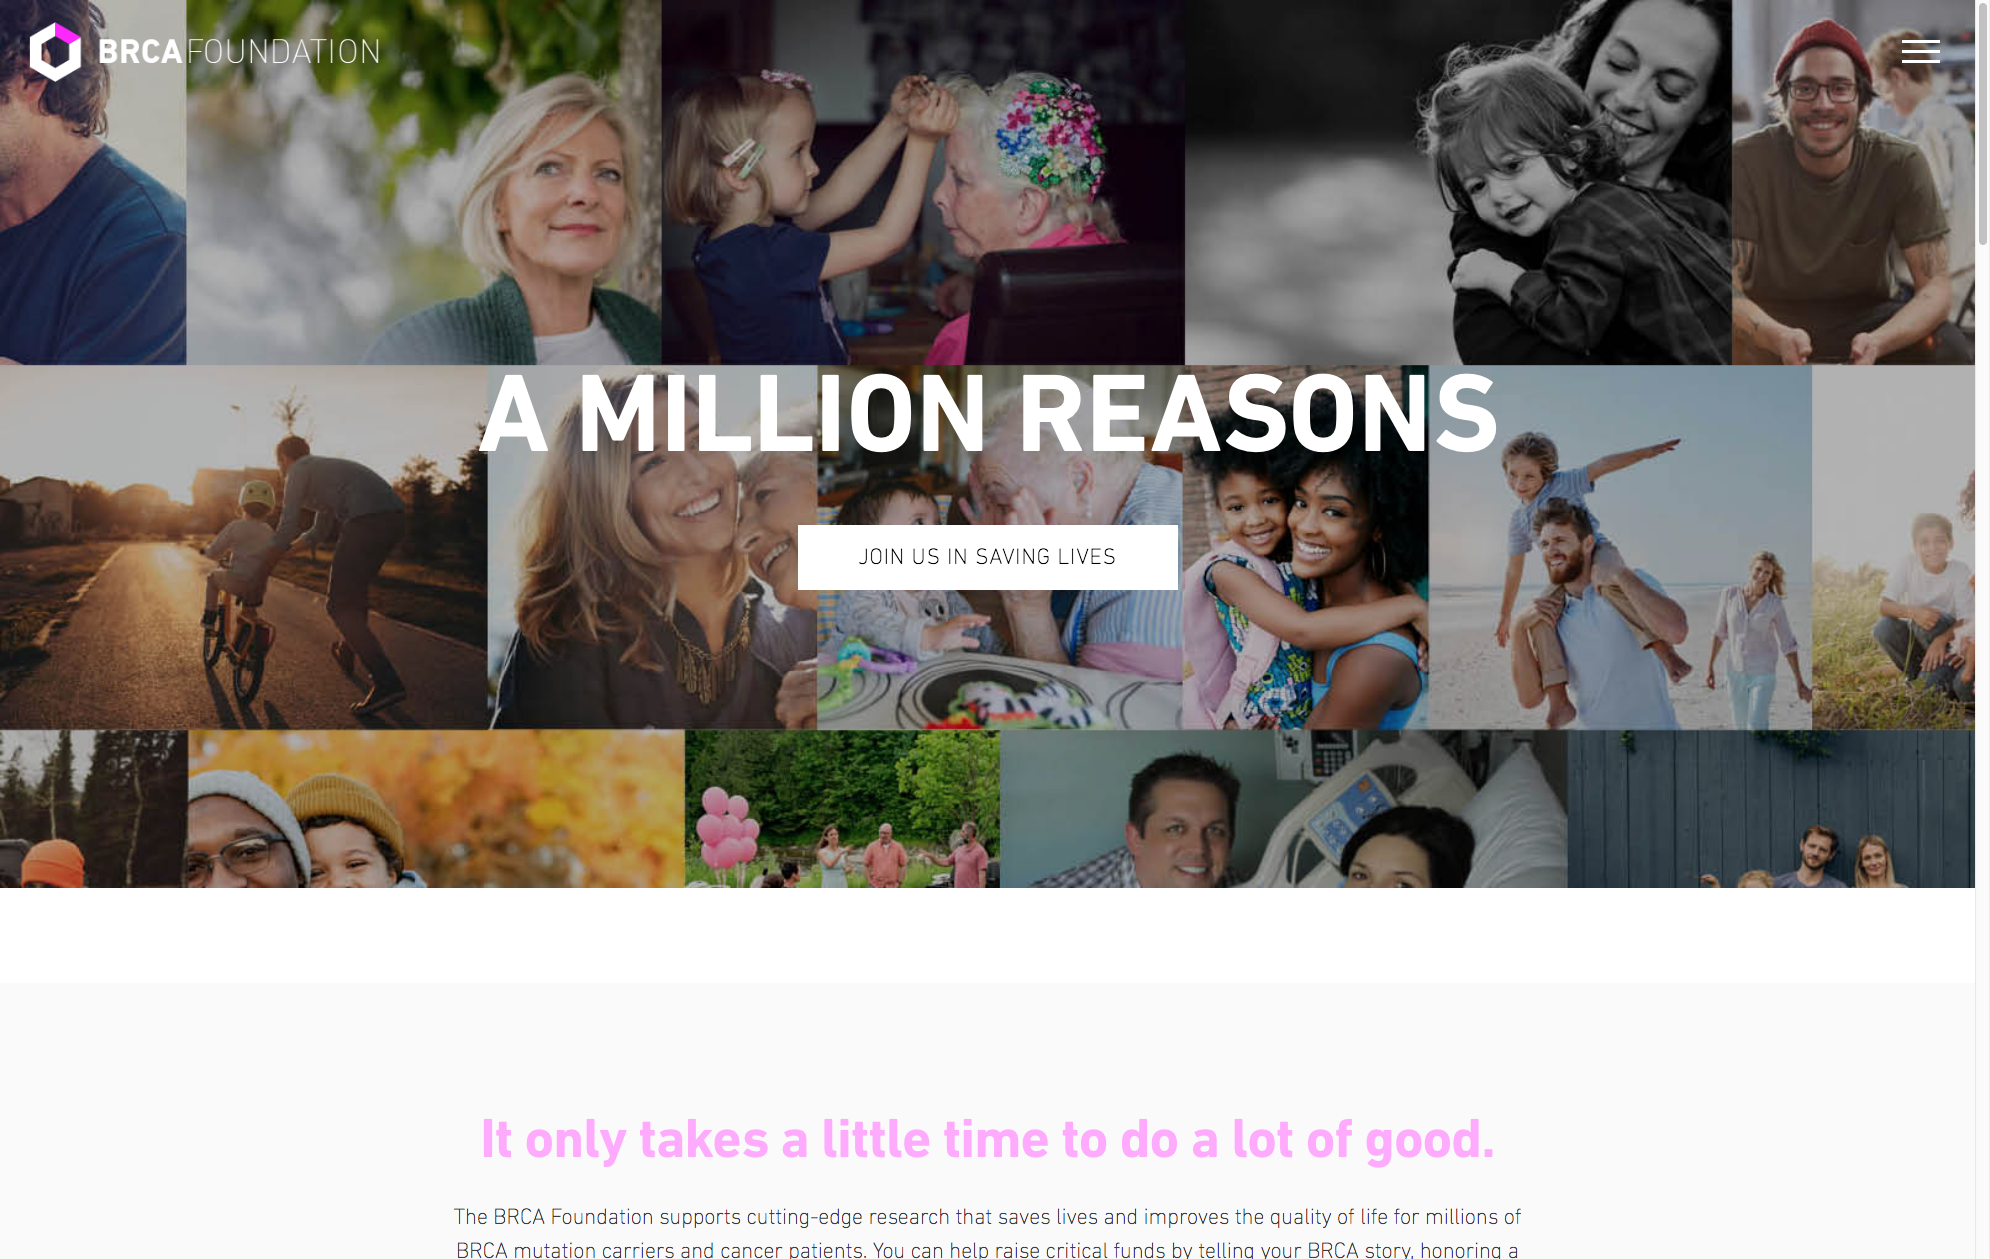 BRCAFOUNDATION
A MILLION REASONS
JOIN US IN SAVING LIVES
It only takes a little time to do a lot of good.
The BRCA Foundation supports cutting-edge research that saves lives and improves the quality of life for millions of
BRCA mutation carriers and cancer patients. You can help raise critical funds by telling your BRCA story, honoring a